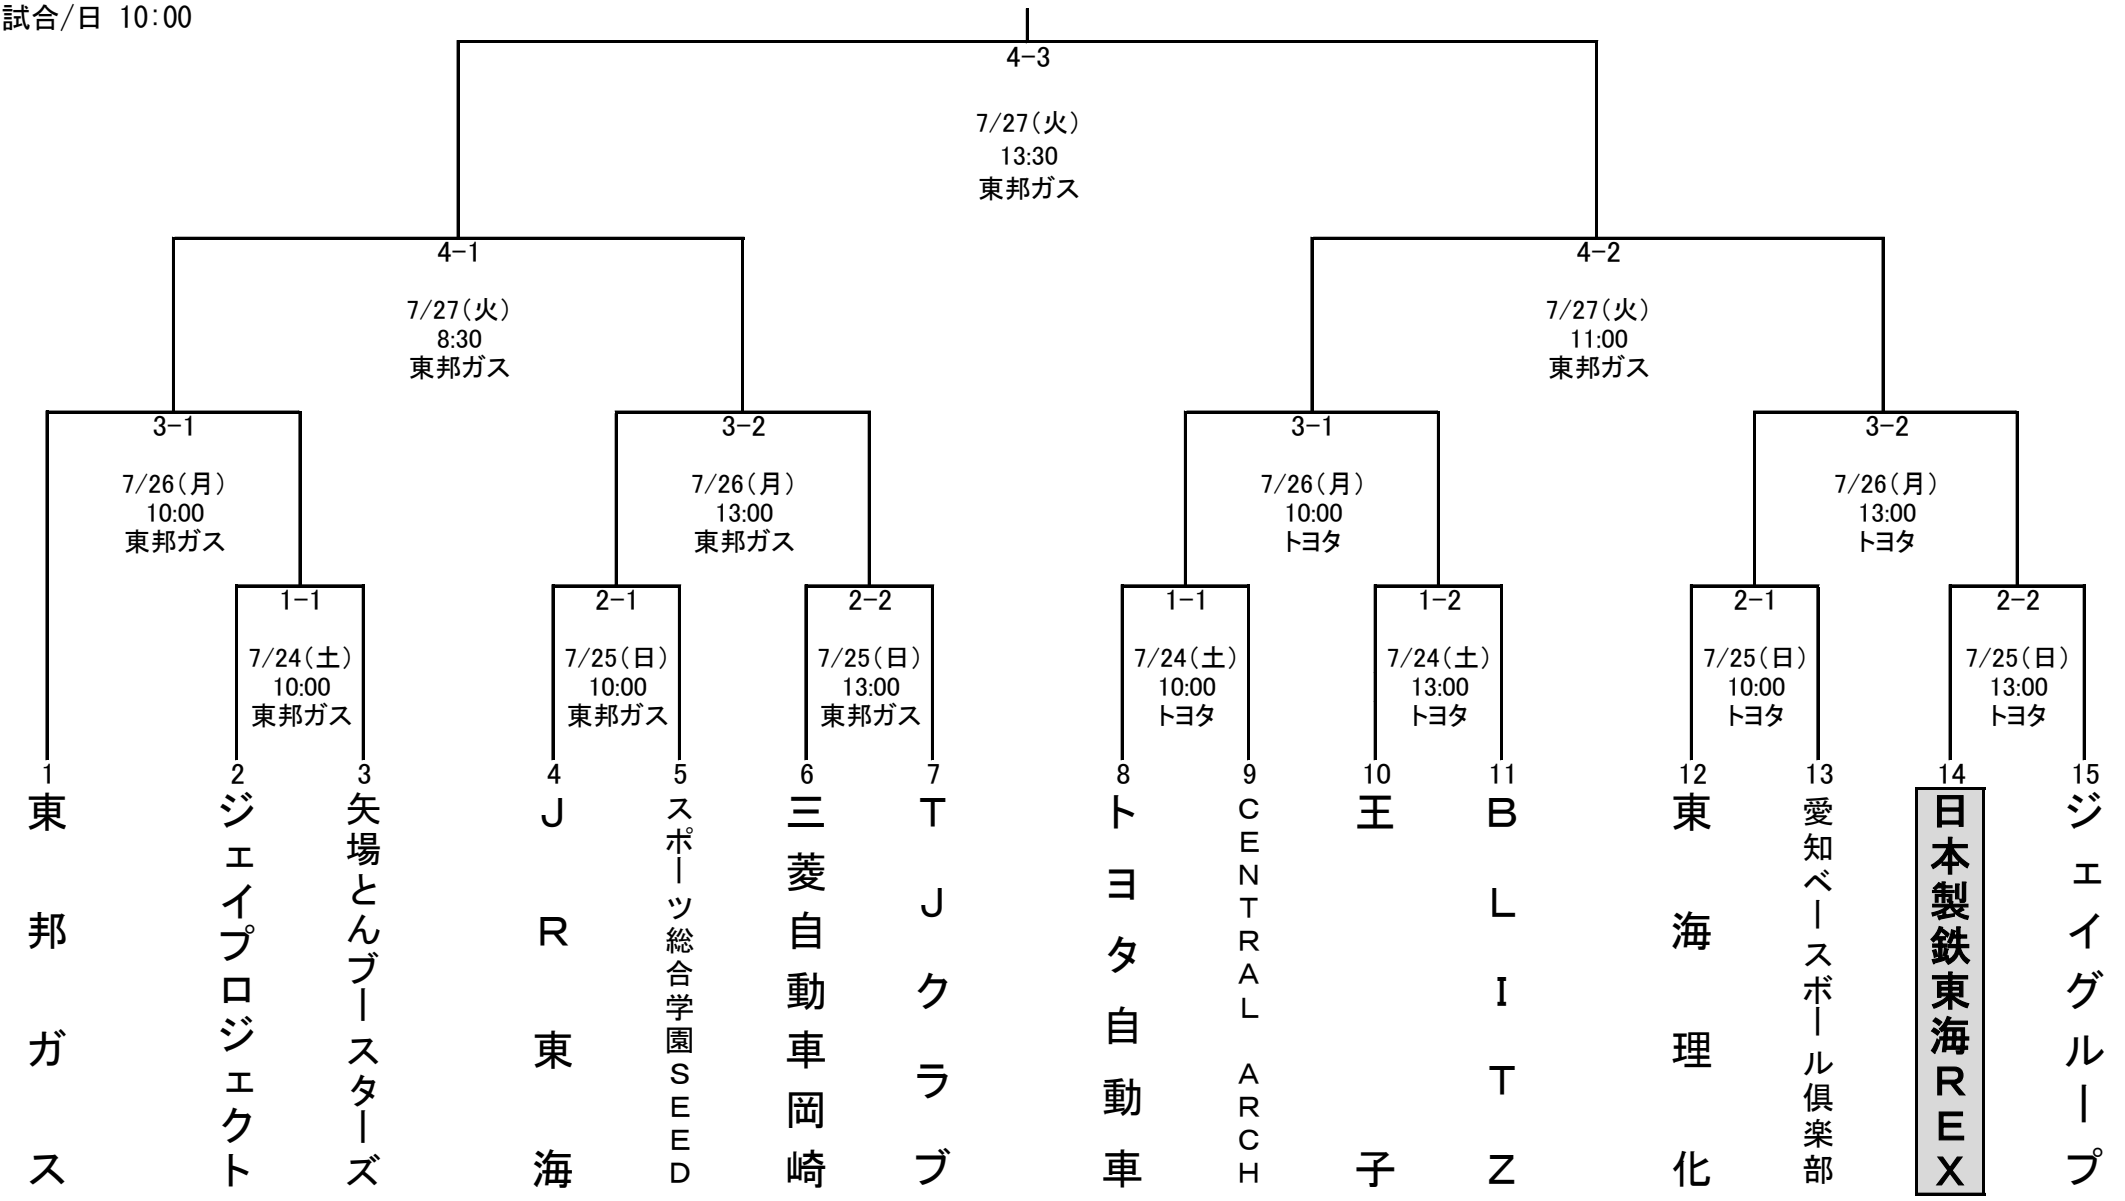 試合/日 10:00
4-3
7/27(火)
13:30
東邦ガス
4-1
7/27(火)
8:30
東邦ガス
4-2
7/27(火)
11:00
東邦ガス
3-1
7/26(月)
10:00
東邦ガス
3-2
7/26(月)
13:00
東邦ガス
3-1
7/26(月)
10:00
トヨタ
3-2
7/26(月)
13:00
トヨタ
1-1
7/24(土)
10:00
東邦ガス
2-1
7/25(日)
10:00
東邦ガス
2-2
7/25(日)
13:00
東邦ガス
1-1
7/24(土)
10:00
トヨタ
1-2
7/24(土)
13:00
トヨタ
2-1
7/25(日)
10:00
トヨタ
2-2
7/25(日)
13:00
トヨタ
1
東邦ガス
2
ジェイプロジェクト
3
矢場とんブースターズ
4
JR東海
5
スポーツ総合学園SEED
6
三菱自動車岡崎
7
TJクラブ
8
トヨタ自動車
9
CENTRAL ARCH
10
王子
11
BLITZ
12
東海理化
13
愛知ベースボール倶楽部
14
日本製鉄東海REX
15
ジェイグループ